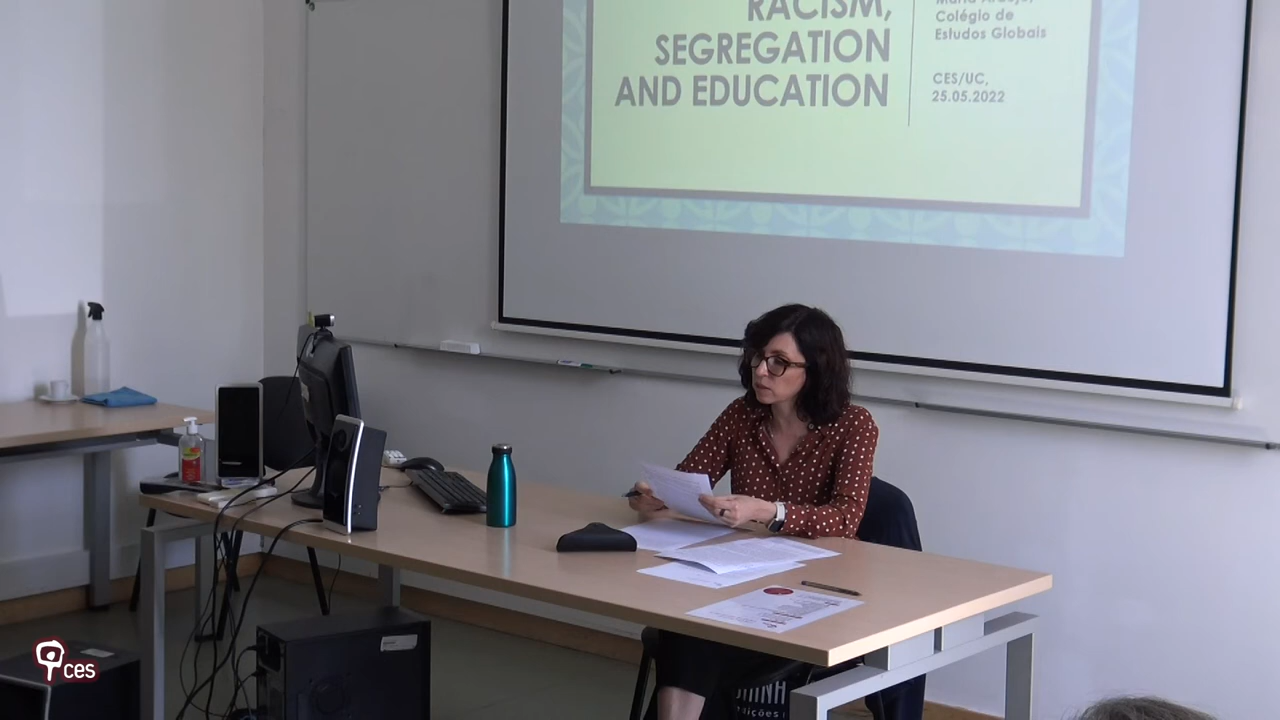 RACISM,
SEGREGATION
AND EDUCATION
Colégio de
Estudos Globais
CES/UC,
25.05.2022
ces